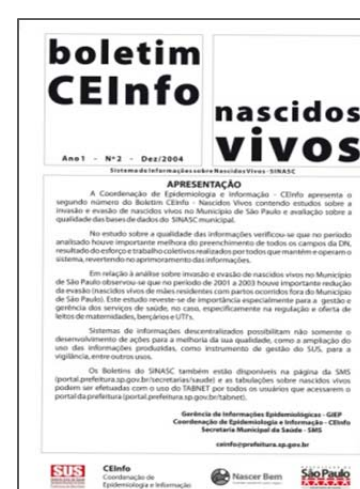 boletim
CEInfo
nascidos
vivos
Ano1 - Nº2 - Dez/2004
Sistema de Informações sobre Nascidos Vivos - SINASC
APRESENTAÇÃO
A Coordenação de Epidemiologia e Informação - CEInfo apresenta o
segundo número do Boletim CEInfo - Nascidos Vivos contendo estudos sobre a
invasão e evasão de nascidos vivos no Município de São Paulo e avaliação sobre a
qualidade das bases de dados do SINASC municipal.
No estudo sobre a qualidade das informações verificou-se que no período
analisado houve importante melhora do preenchimento de todos os campos da DN,
resultado do esforço e trabalho coletivos realizados por todos que mantém e operam o
sistema, revertendo no aprimoramento das informações.
Em relação à análise sobre invasão e evasão de nascidos vivos no Município
de São Paulo observou-se que no período de 2001 a 2003 houve importante redução
da evasão (nascidos vivos de mães residentes com partos ocorridos fora do Município
de São Paulo). Este estudo reveste-se de importância especialmente para a gestão e
gerência dos serviços de saúde, no caso, especificamente na regulação e oferta de
leitos de maternidades, berçários e UTI's.
Sistemas de informações descentralizados possibilitam não somente o
desenvolvimento de ações para a melhoria da sua qualidade, como a ampliação do
uso das informações produzidas, como instrumento de gestão do SUS, para a
vigilância, entre outros usos.
Os Boletins do SINASC também estão disponíveis na página da SMS
(portal.prefeitura.sp.gov.br/secretarias/saude) e as tabulações sobre nascidos vivos
podem ser efetuadas com o uso do TABNET por todos os usuários que acessarem o
portal da prefeitura (portal.prefeitura.sp.gov.br/tabnet).
Gerência de Informações Epidemiológicas - GIEP
Coordenação de Epidemiologia e Informação - CEInfo
Secretaria Municipal da Saúde - SMS
ceinfo@prefeitura.sp.gov.br
SUS
CEInfo
Coordenação de
Epidemiologia e Informação
Nascer Bem
São Paulo